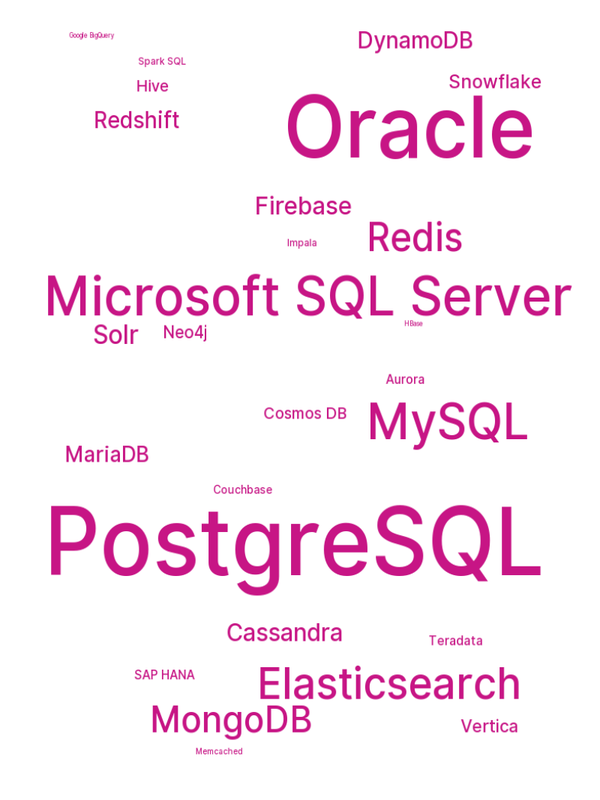 Google BigQuery
DynamoDB
Spark SQL
Snowflake
Hive
Oracle
Redshift
Firebase
Redis
Impala
Microsoft SQL Server
HBase
Solr
Neo4j
Aurora
Cosmos DB
MySQL
MariaDB
Couchbase
PostgreSQL
Cassandra
Teradata
SAP HANA
Elasticsearch
MongoDB
Vertica
Memcached